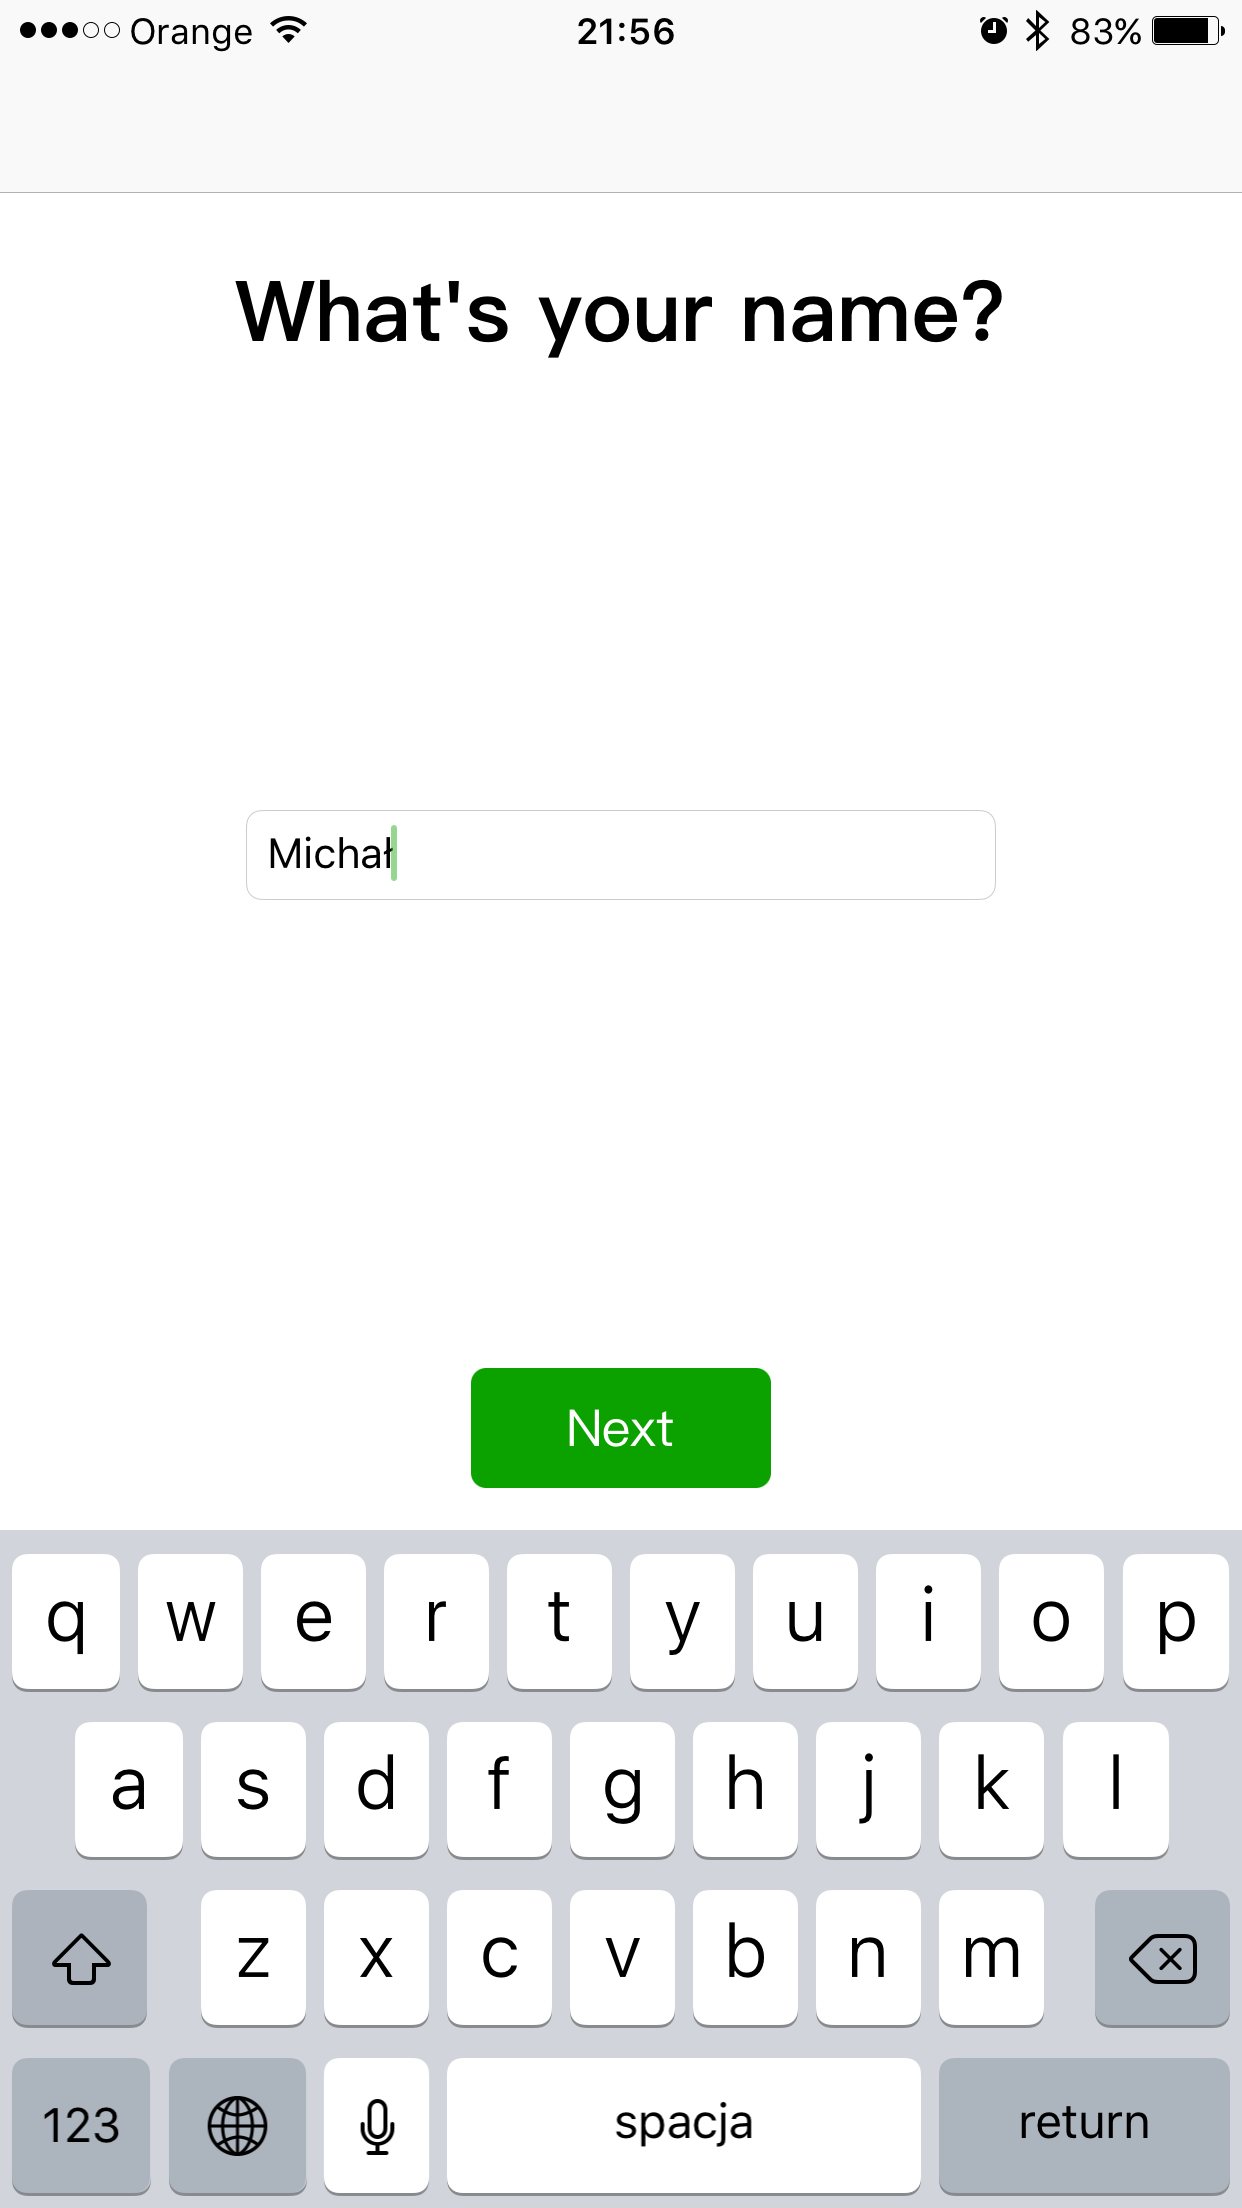 Orange 21:56 83%
What's your name?
Michał
Next
q w e r t y u i o p
a s d f g h j k l
z x c v b n m
123 spacja return